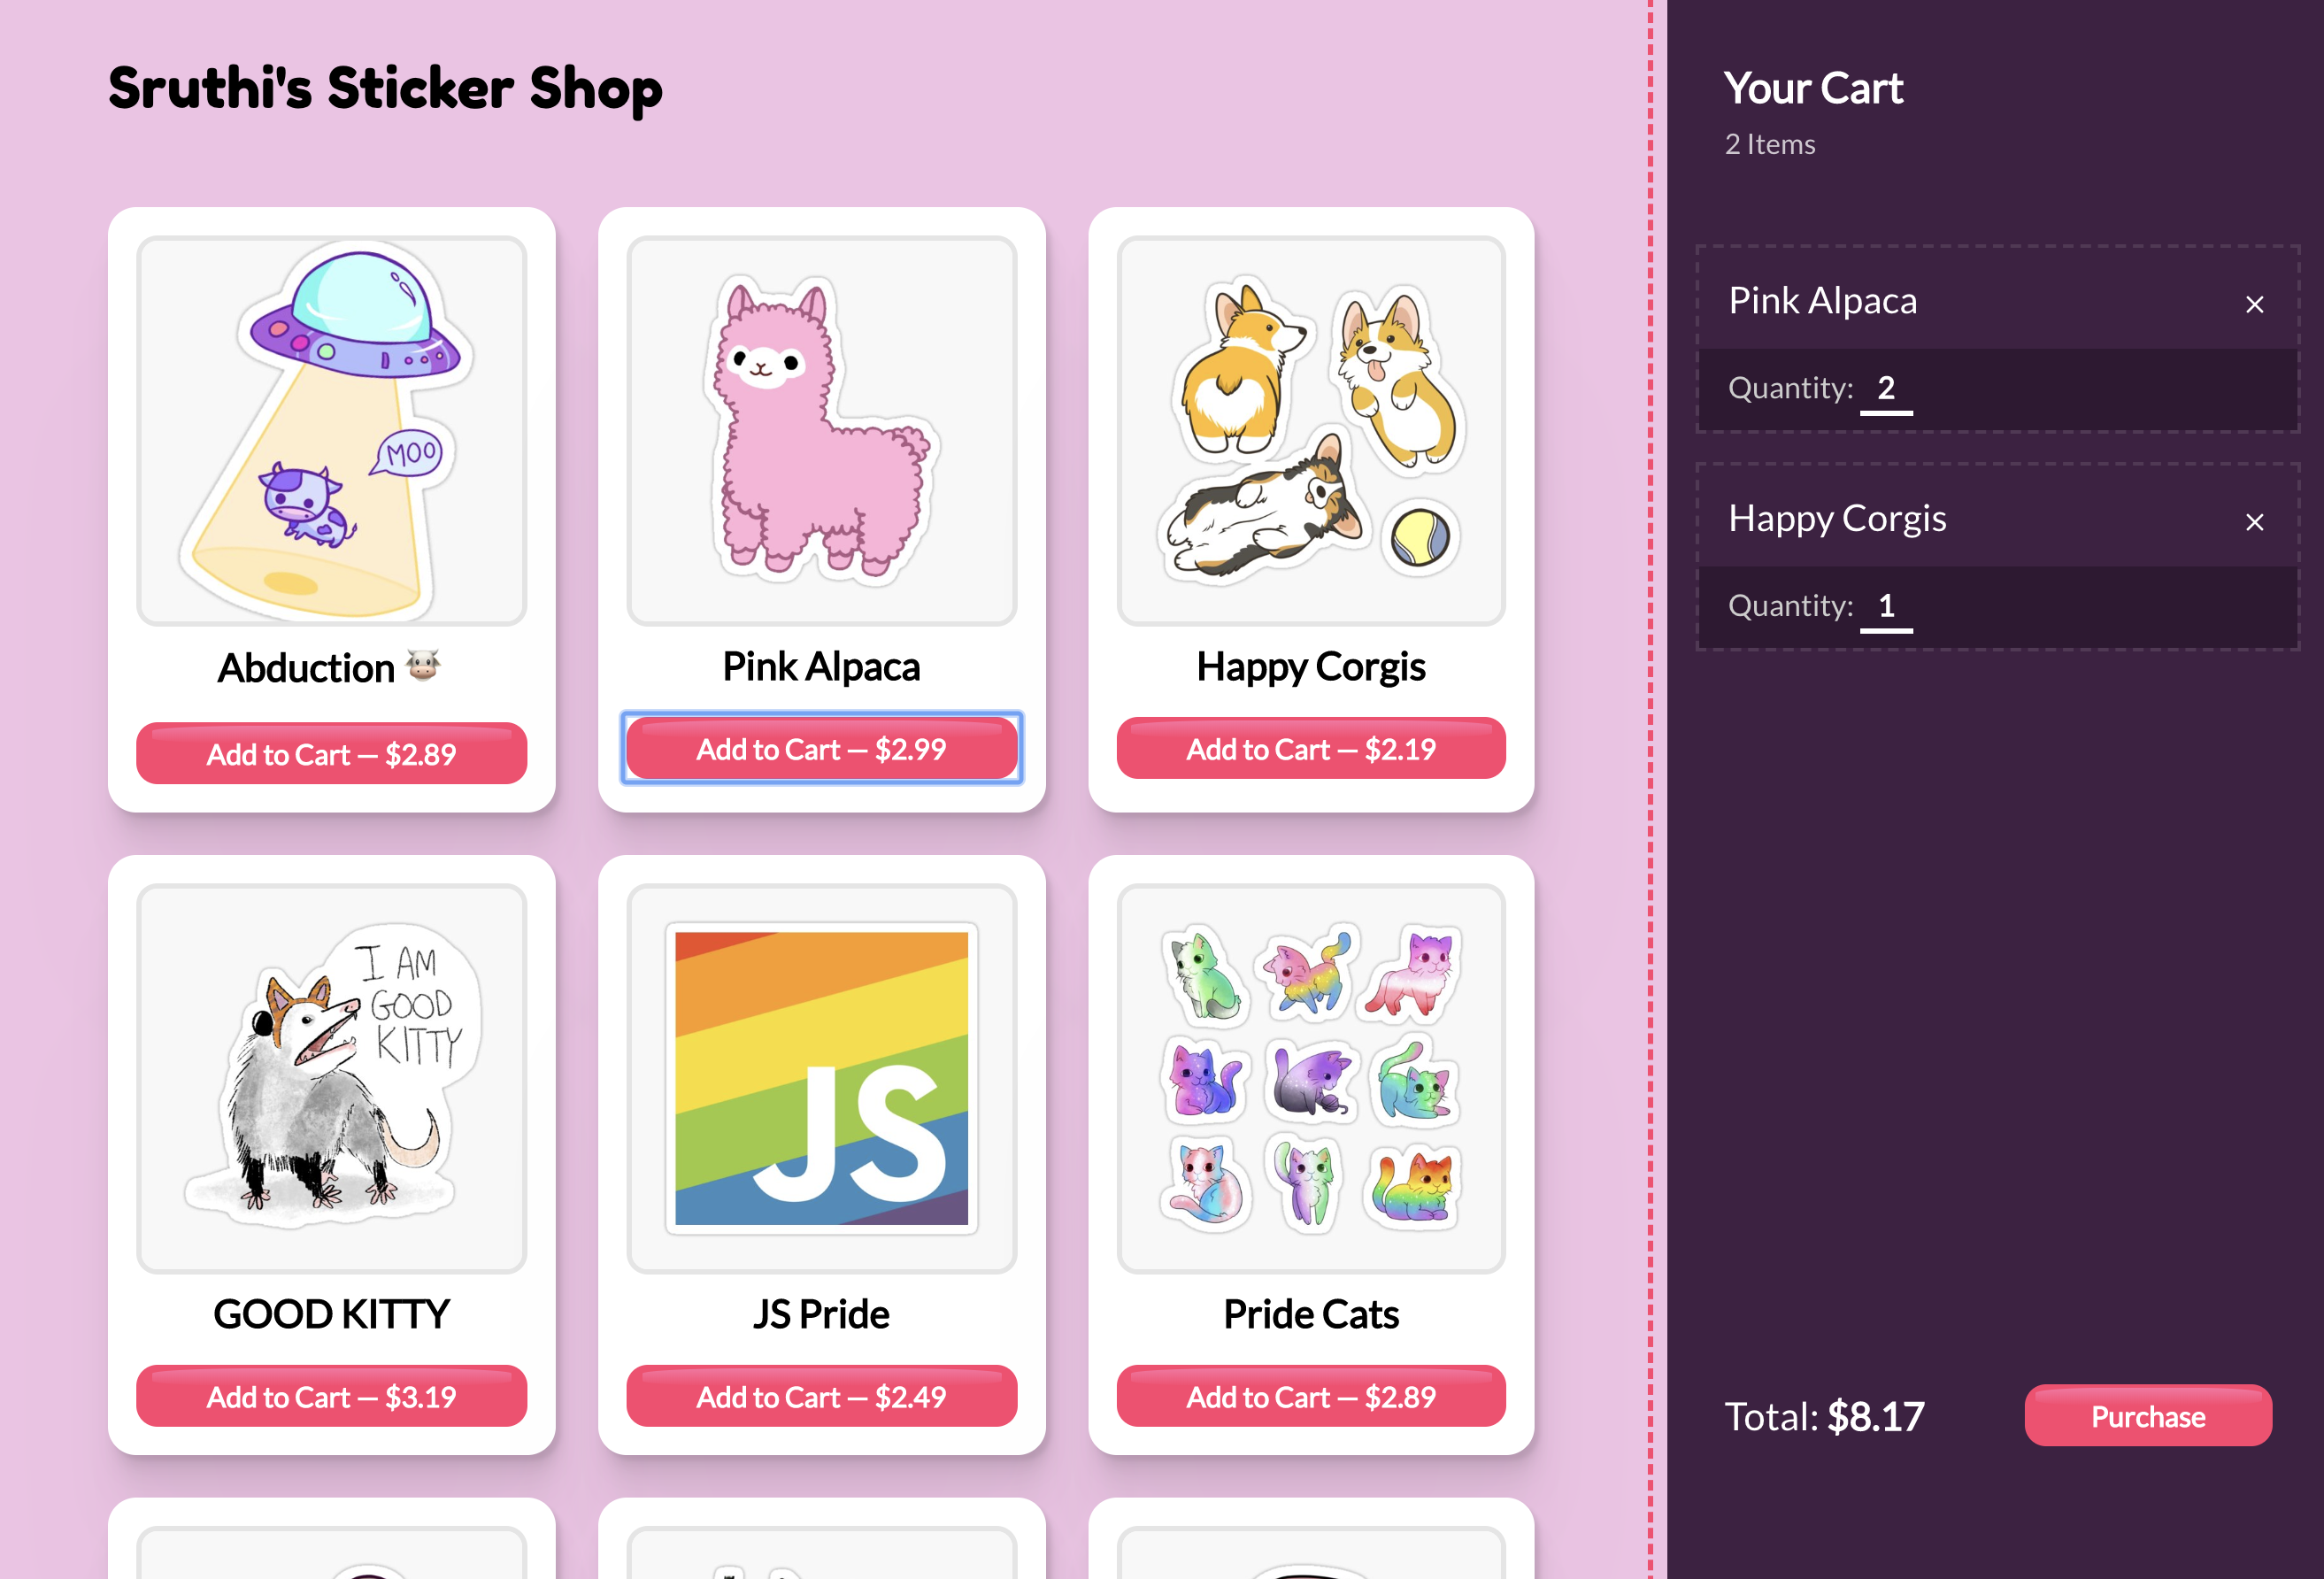 Sruthi's Sticker Shop
MOO
Abduction 🐮
Add to Cart — $2.89
Pink Alpaca
Add to Cart — $2.99
Happy Corgis
Add to Cart — $2.19
I AM
GOOD
KITTY
GOOD KITTY
Add to Cart — $3.19
JS
JS Pride
Add to Cart — $2.49
Pride Cats
Add to Cart — $2.89
Your Cart
2 Items
Pink Alpaca ×
Quantity: 2
Happy Corgis ×
Quantity: 1
Total: $8.17 Purchase